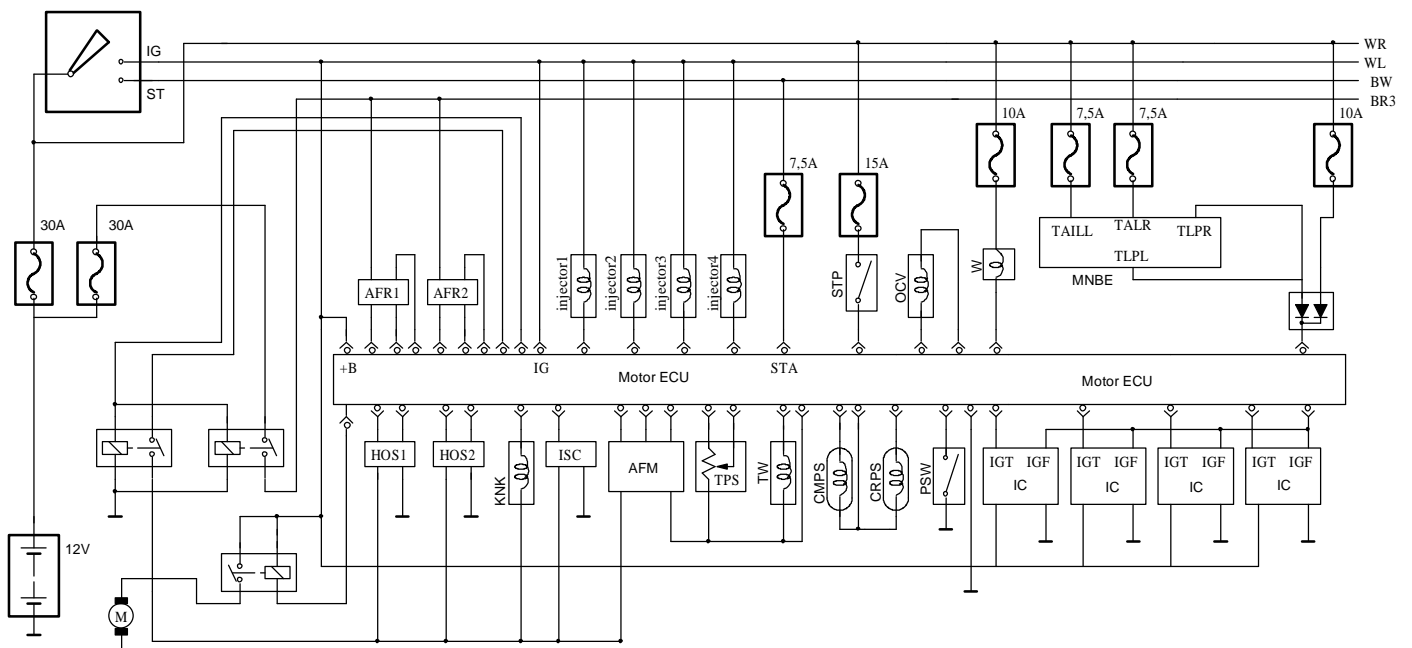 IG
ST
WR
WL
BW
BR3
30A
30A
7,5A
15A
10A
7,5A
7,5A
10A
AFR1
AFR2
injector1
injector2
injector3
injector4
STP
OCV
W
TAILL
TALR
TLPR
TLPL
MNBE
+B
IG
Motor ECU
STA
Motor ECU
HOS1
HOS2
KNK
ISC
AFM
TPS
TW
CMPS
CRPS
PSW
IGT IGF
IC
IGT IGF
IC
IGT IGF
IC
IGT IGF
IC
12V
M